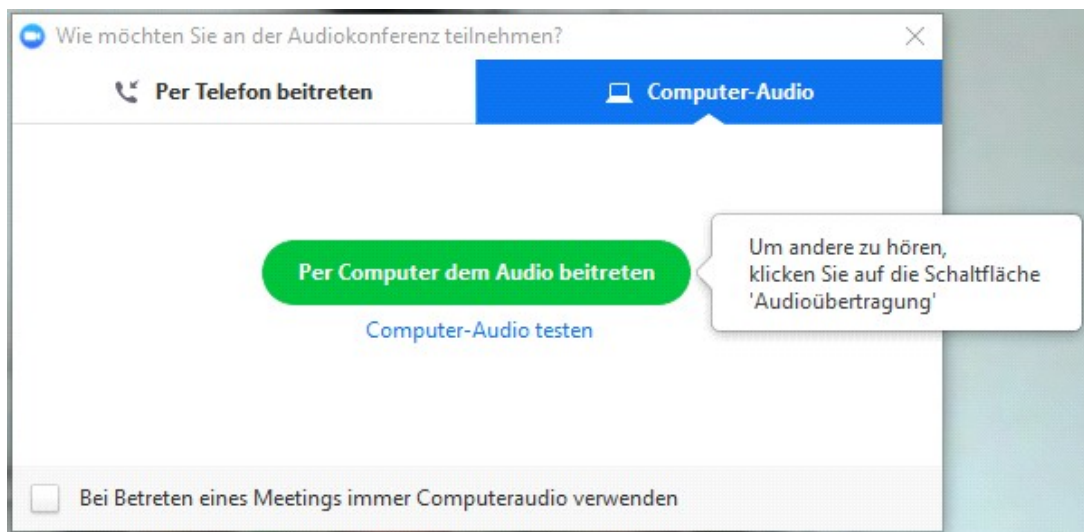 Wie möchten Sie an der Audiokonferenz teilnehmen?
Per Telefon beitreten
Computer-Audio
Per Computer dem Audio beitreten
Um andere zu hören,
klicken Sie auf die Schaltfläche
'Audioübertragung'
Computer-Audio testen
Bei Betreten eines Meetings immer Computeraudio verwenden